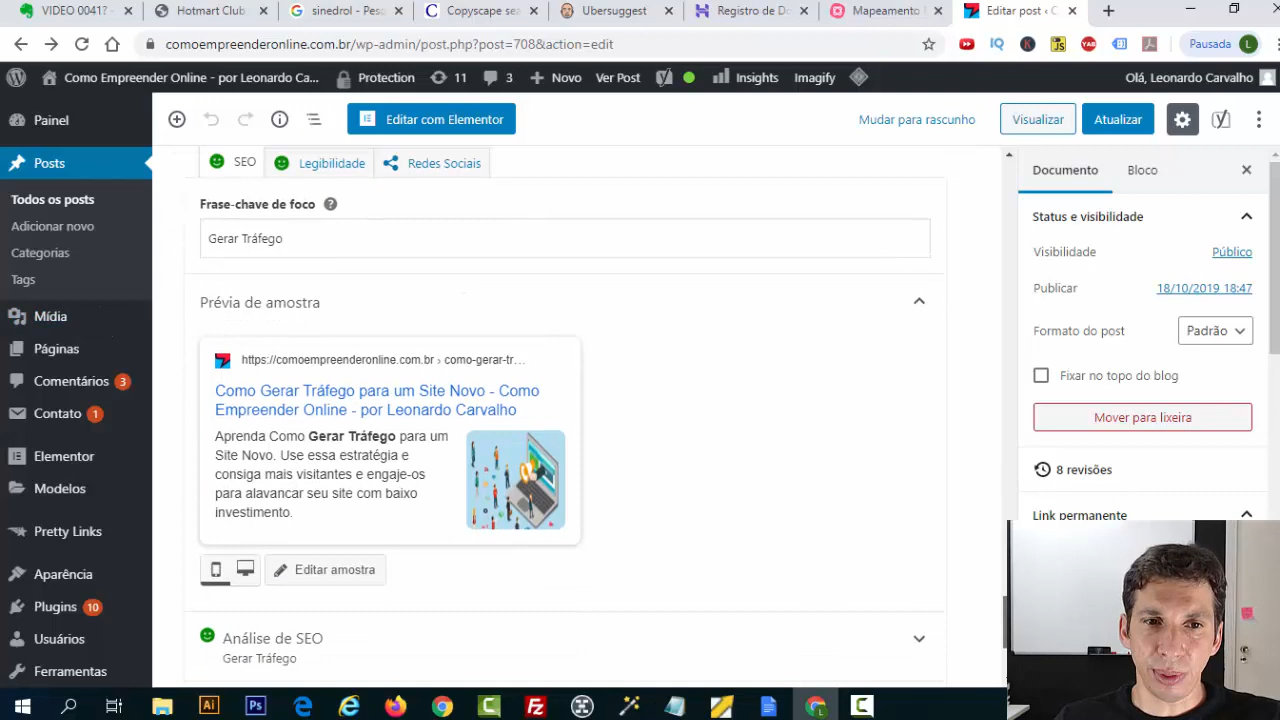 VIDEO 0041?
Hotmart Club
sinedrol - Pesq
Copyscape sea
Ubersuggest
Registro de Do
Mapeamento
Editar post ‹ C
comoempreenderonline.com.br/wp-admin/post.php?post=708&action=edit
IQ
JS
YAB
Pausada
L
Como Empreender Online - por Leonardo Ca...
Protection
11
3
Novo
Ver Post
Insights
Imagify
Olá, Leonardo Carvalho
Painel
Posts
Todos os posts
Adicionar novo
Categorias
Tags
Mídia
Páginas
Comentários 3
Contato 1
Elementor
Modelos
Pretty Links
Aparência
Plugins 10
Usuários
Ferramentas
Editar com Elementor
Mudar para rascunho
Visualizar
Atualizar
SEO
Legibilidade
Redes Sociais
Frase-chave de foco
Gerar Tráfego
Prévia de amostra
https://comoempreenderonline.com.br › como-gerar-tr...
Como Gerar Tráfego para um Site Novo - Como
Empreender Online - por Leonardo Carvalho
Aprenda Como Gerar Tráfego para um
Site Novo. Use essa estratégia e
consiga mais visitantes e engaje-os
para alavancar seu site com baixo
investimento.
Editar amostra
Análise de SEO
Gerar Tráfego
Documento
Bloco
Status e visibilidade
Visibilidade
Público
Publicar
18/10/2019 18:47
Formato do post
Padrão
Fixar no topo do blog
Mover para lixeira
8 revisões
Link permanente
Ai
Ps
Fz